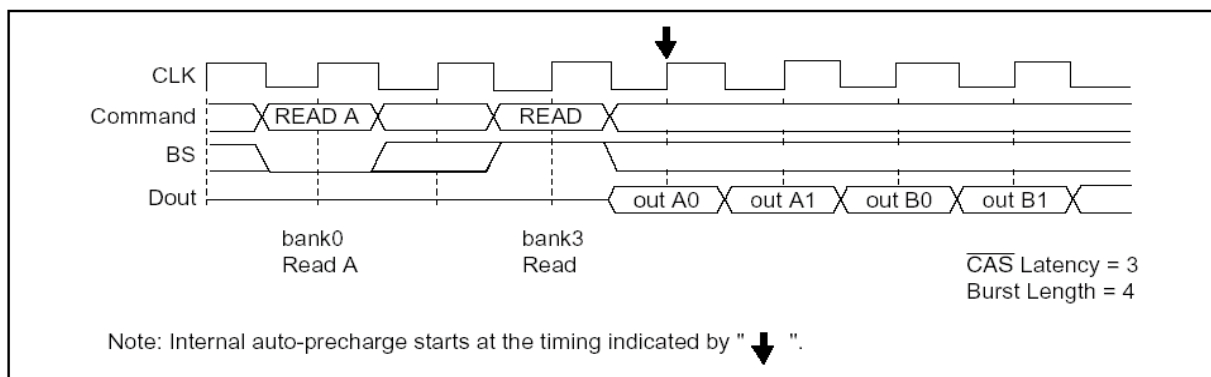 CLK
Command READ A READ
BS
Dout out A0 out A1 out B0 out B1
bank0 bank3
Read A Read
CAS Latency = 3
Burst Length = 4
Note: Internal auto-precharge starts at the timing indicated by " ".